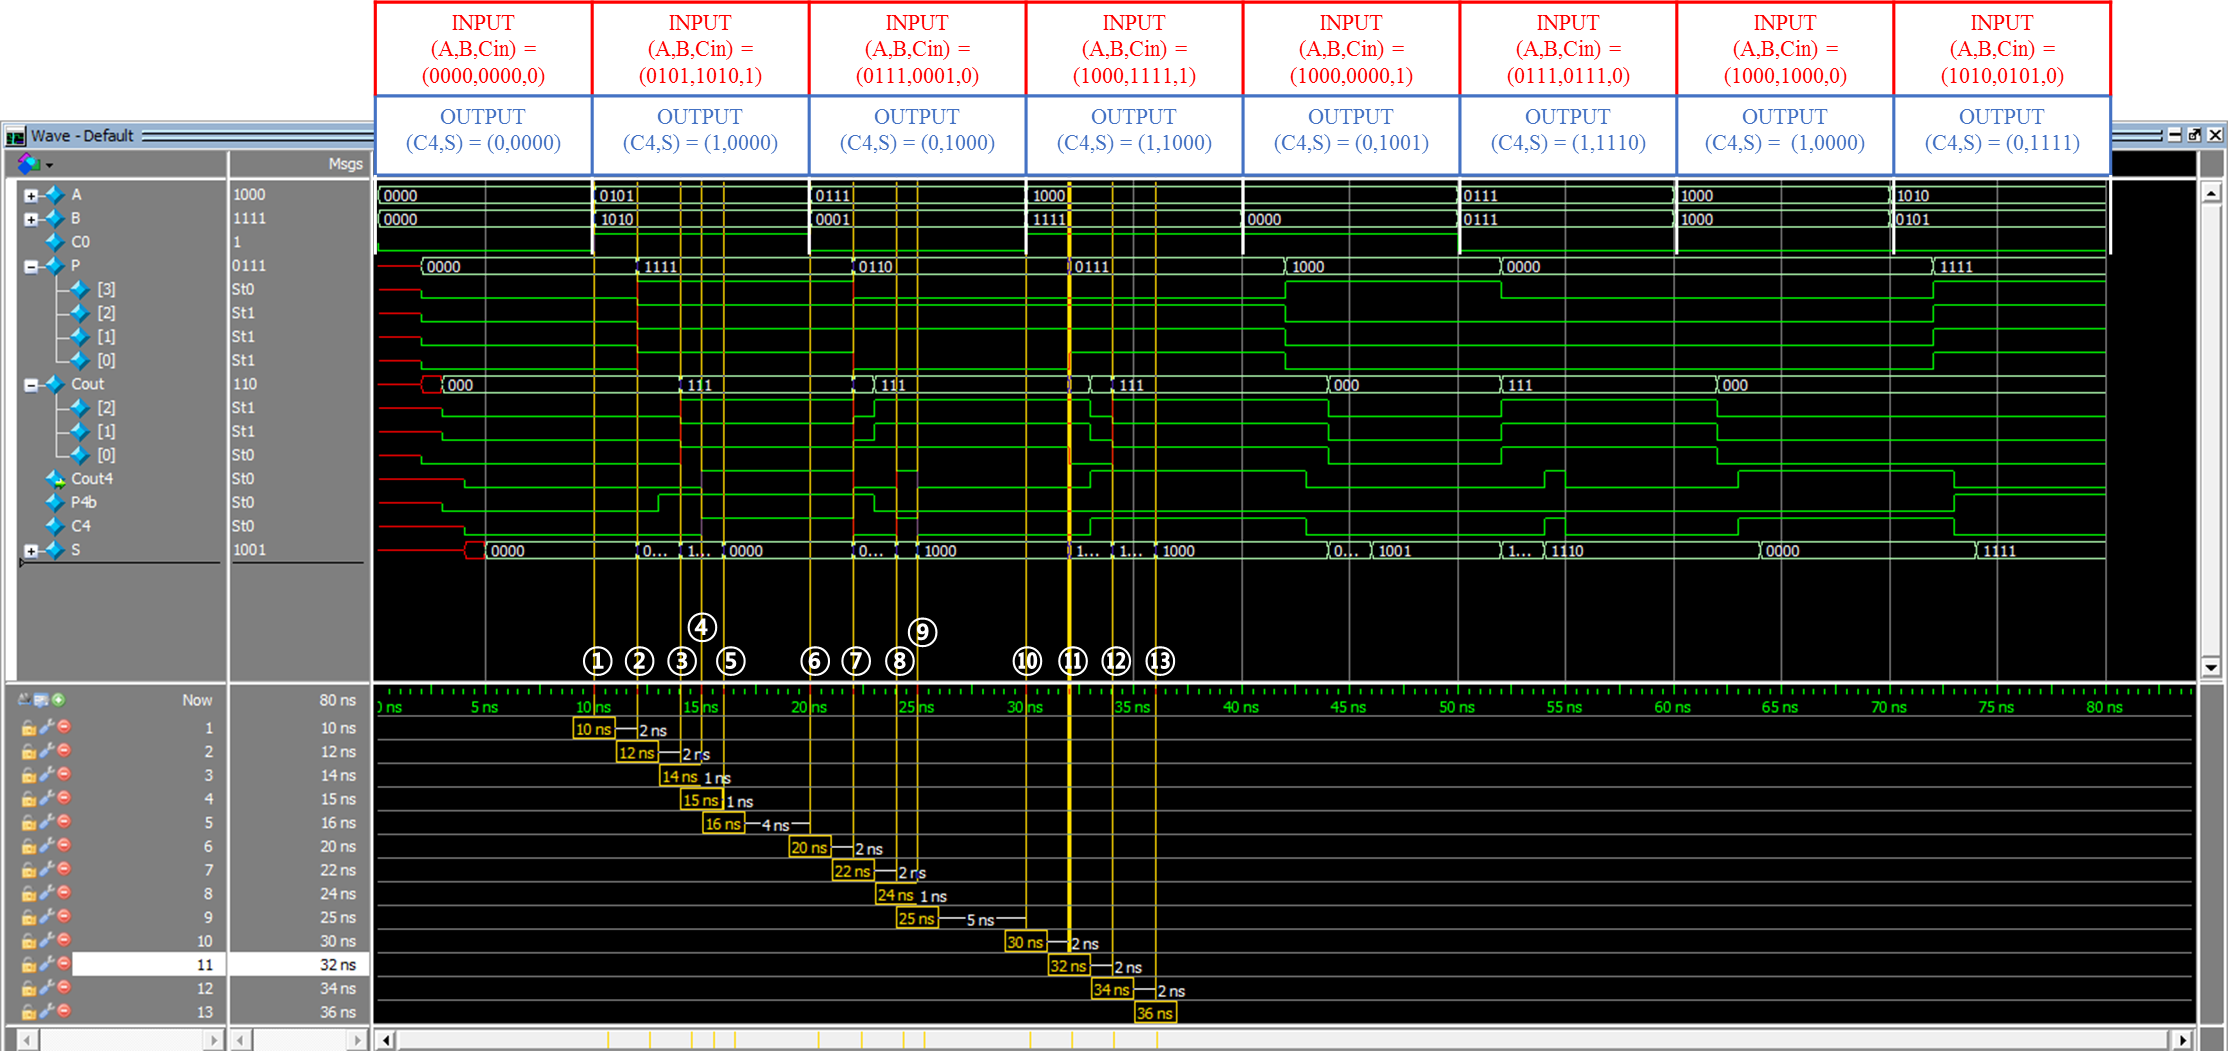 INPUT
(A,B,Cin) =
(0000,0000,0)
INPUT
(A,B,Cin) =
(0101,1010,1)
INPUT
(A,B,Cin) =
(0111,0001,0)
INPUT
(A,B,Cin) =
(1000,1111,1)
INPUT
(A,B,Cin) =
(1000,0000,1)
INPUT
(A,B,Cin) =
(0111,0111,0)
INPUT
(A,B,Cin) =
(1000,1000,0)
INPUT
(A,B,Cin) =
(1010,0101,0)
OUTPUT
(C4,S) = (0,0000)
OUTPUT
(C4,S) = (1,0000)
OUTPUT
(C4,S) = (0,1000)
OUTPUT
(C4,S) = (1,1000)
OUTPUT
(C4,S) = (0,1001)
OUTPUT
(C4,S) = (1,1110)
OUTPUT
(C4,S) = (1,0000)
OUTPUT
(C4,S) = (0,1111)
Wave - Default
Msgs
A 1000 0000 0101 0111 1000 0111 1000 1010
B 1111 0000 1010 0001 1111 0000 0111 1000 0101
C0 1
P 0111 0000 1111 0110 0111 1000 0000 1111
[3] St0
[2] St1
[1] St1
[0] St1
Cout 110 000 111 111 111 000 111 000
[2] St1
[1] St1
[0] St0
Cout4 St0
P4b St0
C4 St0
S 1001 0000 0... 1... 0000 0... 1000 1... 1... 1000 0... 1001 1... 1110 0000 1111
④ ⑨
① ② ③ ⑤ ⑥ ⑦ ⑧ ⑩ ⑪ ⑫ ⑬
Now 80 ns 0 ns 5 ns 10 ns 15 ns 20 ns 25 ns 30 ns 35 ns 40 ns 45 ns 50 ns 55 ns 60 ns 65 ns 70 ns 75 ns 80 ns
1 10 ns 10 ns 2 ns
2 12 ns 12 ns 2 ns
3 14 ns 14 ns 1 ns
4 15 ns 15 ns 1 ns
5 16 ns 16 ns 4 ns
6 20 ns 20 ns 2 ns
7 22 ns 22 ns 2 ns
8 24 ns 24 ns 1 ns
9 25 ns 25 ns 5 ns
10 30 ns 30 ns 2 ns
11 32 ns 32 ns 2 ns
12 34 ns 34 ns 2 ns
13 36 ns 36 ns